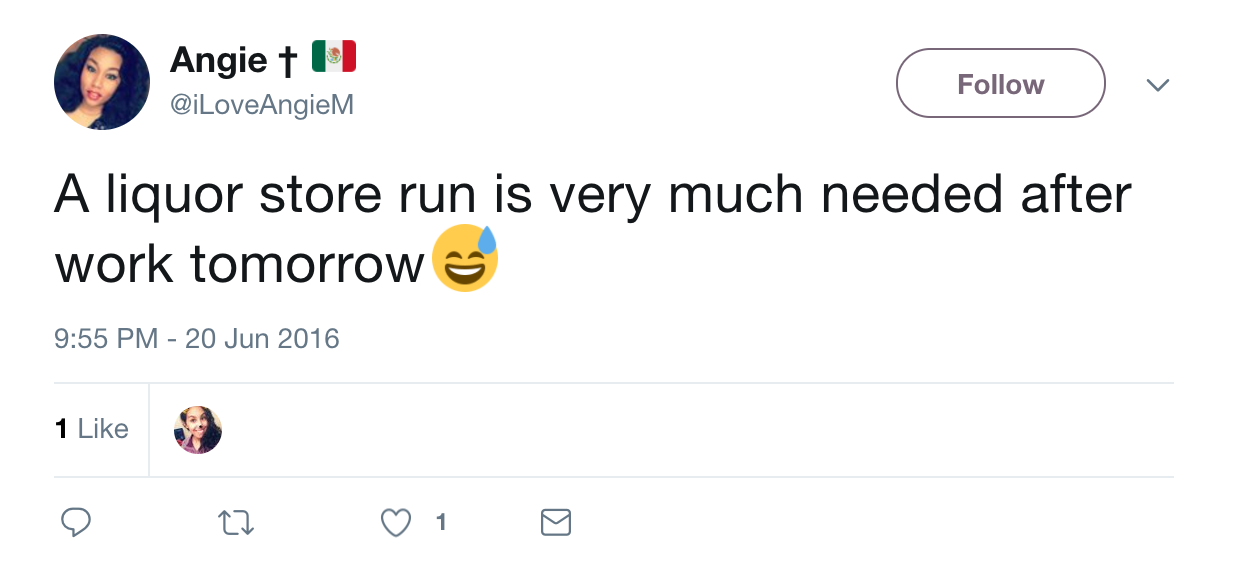 Angie † 🇲🇽
@iLoveAngieM
Follow
A liquor store run is very much needed after
work tomorrow😅
9:55 PM - 20 Jun 2016
1 Like
1